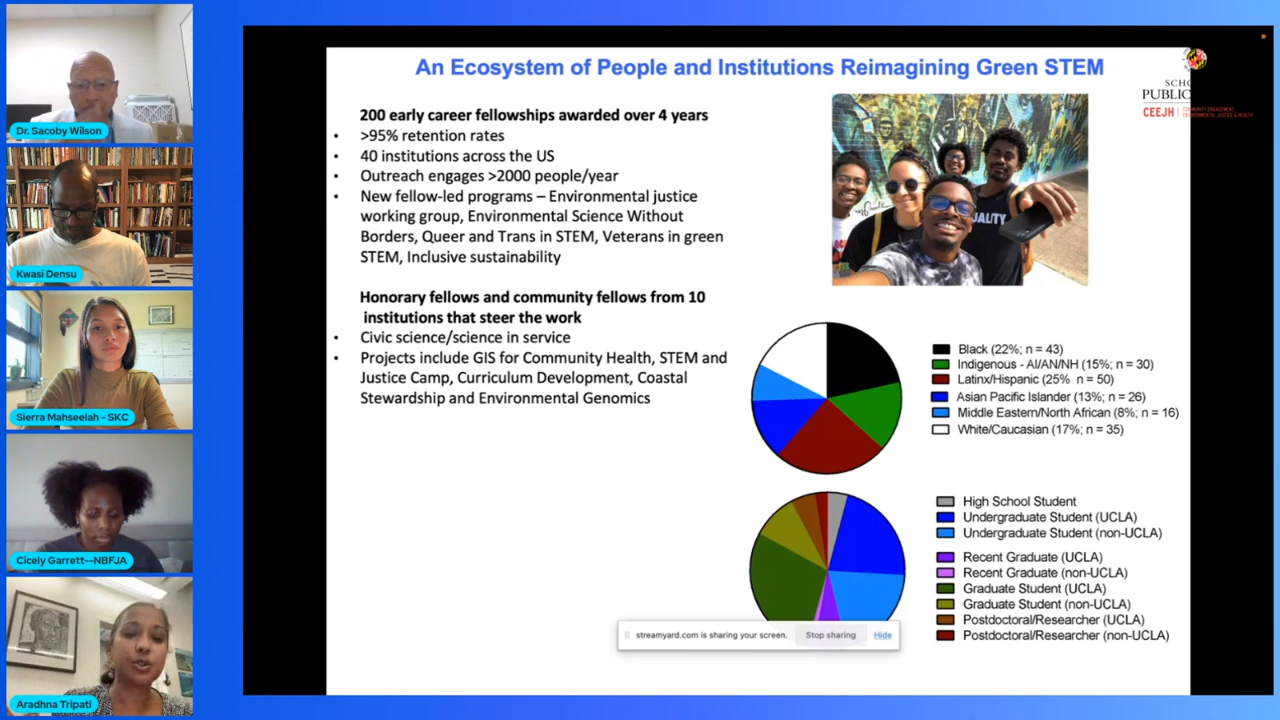 Dr. Sacoby Wilson
Kwasi Densu
Sierra Mahseelah - SKC
Cicely Garrett--NBFJA
Aradhna Tripati
An Ecosystem of People and Institutions Reimagining Green STEM
SCHO
PUBLIC
CEEJH
COMMUNITY ENGAGEMENT,
ENVIRONMENTAL JUSTICE & HEALTH
200 early career fellowships awarded over 4 years
• >95% retention rates
• 40 institutions across the US
• Outreach engages >2000 people/year
• New fellow-led programs – Environmental justice
working group, Environmental Science Without
Borders, Queer and Trans in STEM, Veterans in green
STEM, Inclusive sustainability
Honorary fellows and community fellows from 10
institutions that steer the work
• Civic science/science in service
• Projects include GIS for Community Health, STEM and
Justice Camp, Curriculum Development, Coastal
Stewardship and Environmental Genomics
UALITY
Black (22%; n = 43)
Indigenous - AI/AN/NH (15%; n = 30)
Latinx/Hispanic (25% n = 50)
Asian Pacific Islander (13%; n = 26)
Middle Eastern/North African (8%; n = 16)
White/Caucasian (17%; n = 35)
High School Student
Undergraduate Student (UCLA)
Undergraduate Student (non-UCLA)
Recent Graduate (UCLA)
Recent Graduate (non-UCLA)
Graduate Student (UCLA)
Graduate Student (non-UCLA)
Postdoctoral/Researcher (UCLA)
Postdoctoral/Researcher (non-UCLA)
streamyard.com is sharing your screen. Stop sharing Hide